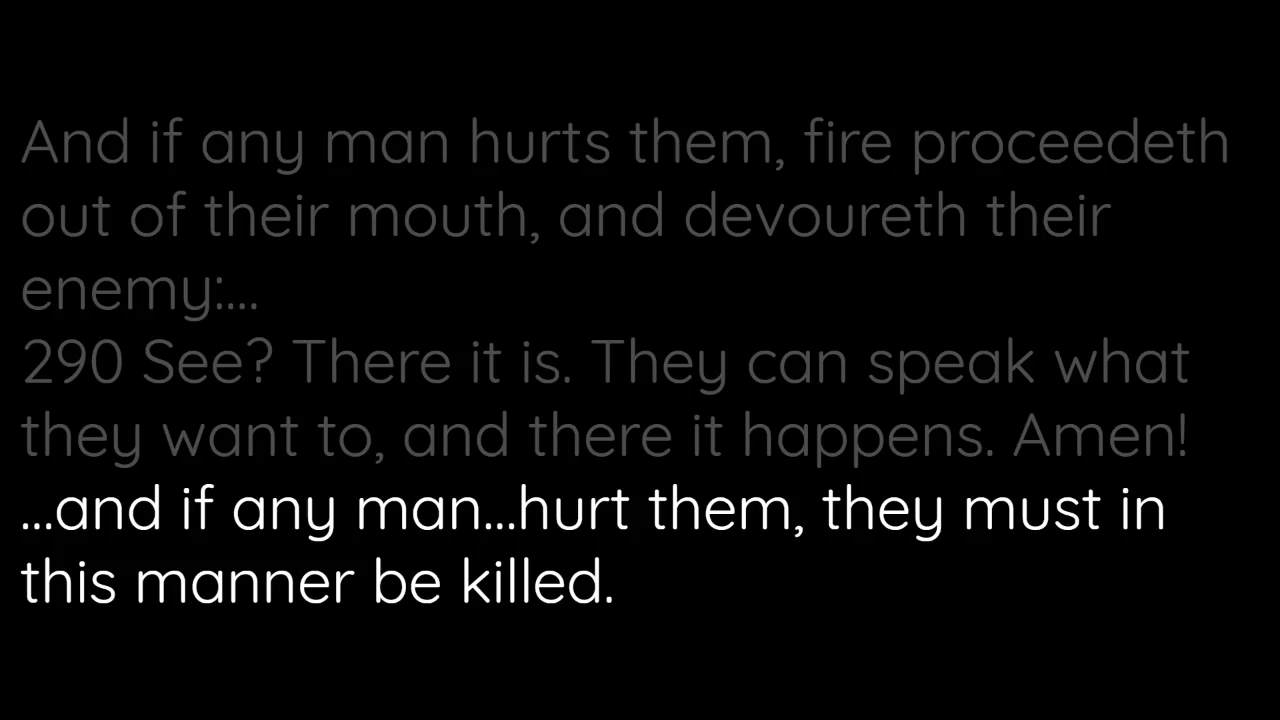 And if any man hurts them, fire proceedeth
out of their mouth, and devoureth their
enemy:...
290 See? There it is. They can speak what
they want to, and there it happens. Amen!
...and if any man...hurt them, they must in
this manner be killed.